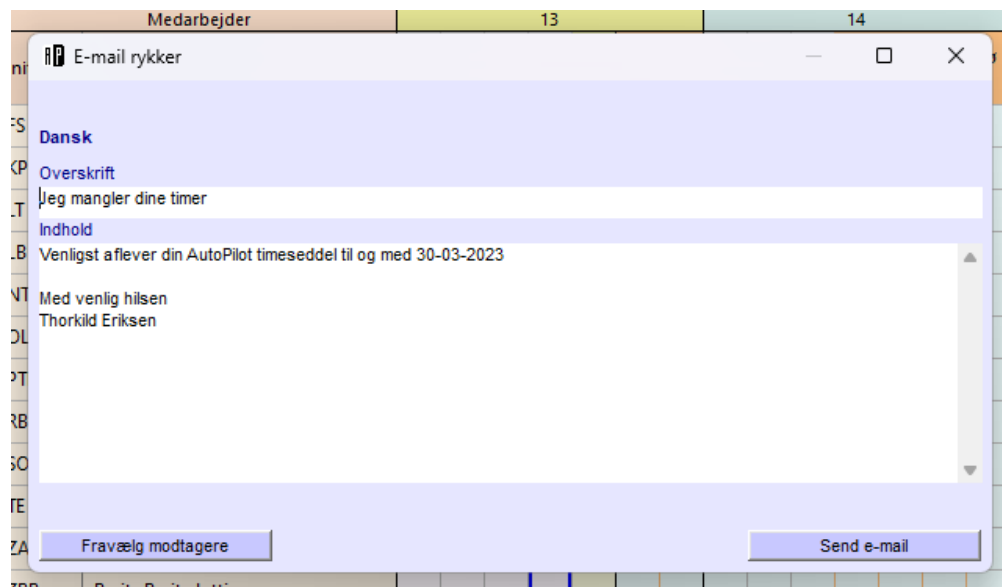 Medarbejder 13 14
E-mail rykker
Dansk
Overskrift
Jeg mangler dine timer
Indhold
Venligst aflever din AutoPilot timeseddel til og med 30-03-2023
Med venlig hilsen
Thorkild Eriksen
Fravælg modtagere
Send e-mail